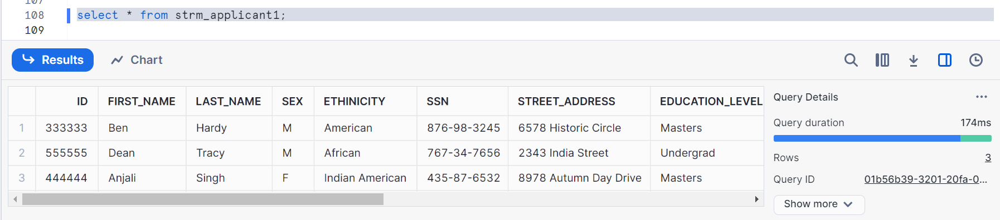 107
108 select * from strm_applicant1;
109
Results Chart
ID FIRST_NAME LAST_NAME SEX ETHINICITY SSN STREET_ADDRESS EDUCATION_LEVEL
1 333333 Ben Hardy M American 876-98-3245 6578 Historic Circle Masters
2 555555 Dean Tracy M African 767-34-7656 2343 India Street Undergrad
3 444444 Anjali Singh F Indian American 435-87-6532 8978 Autumn Day Drive Masters
Query Details ...
Query duration 174ms
Rows 3
Query ID 01b56b39-3201-20fa-0...
Show more